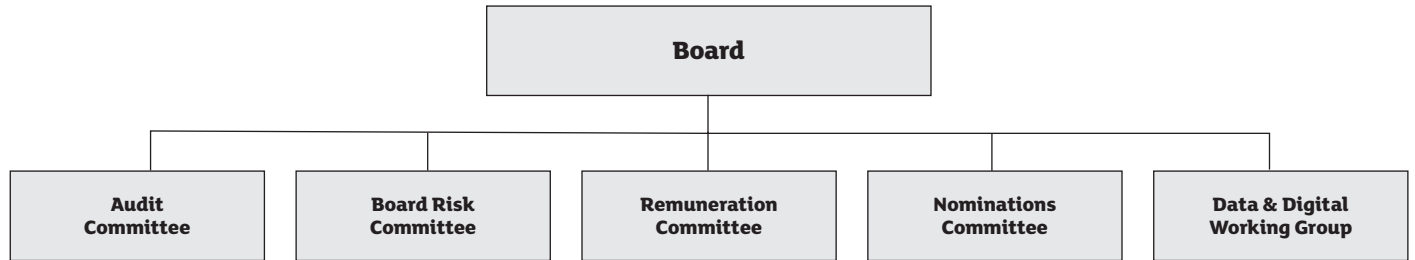 Board
Audit
Committee
Board Risk
Committee
Remuneration
Committee
Nominations
Committee
Data & Digital
Working Group